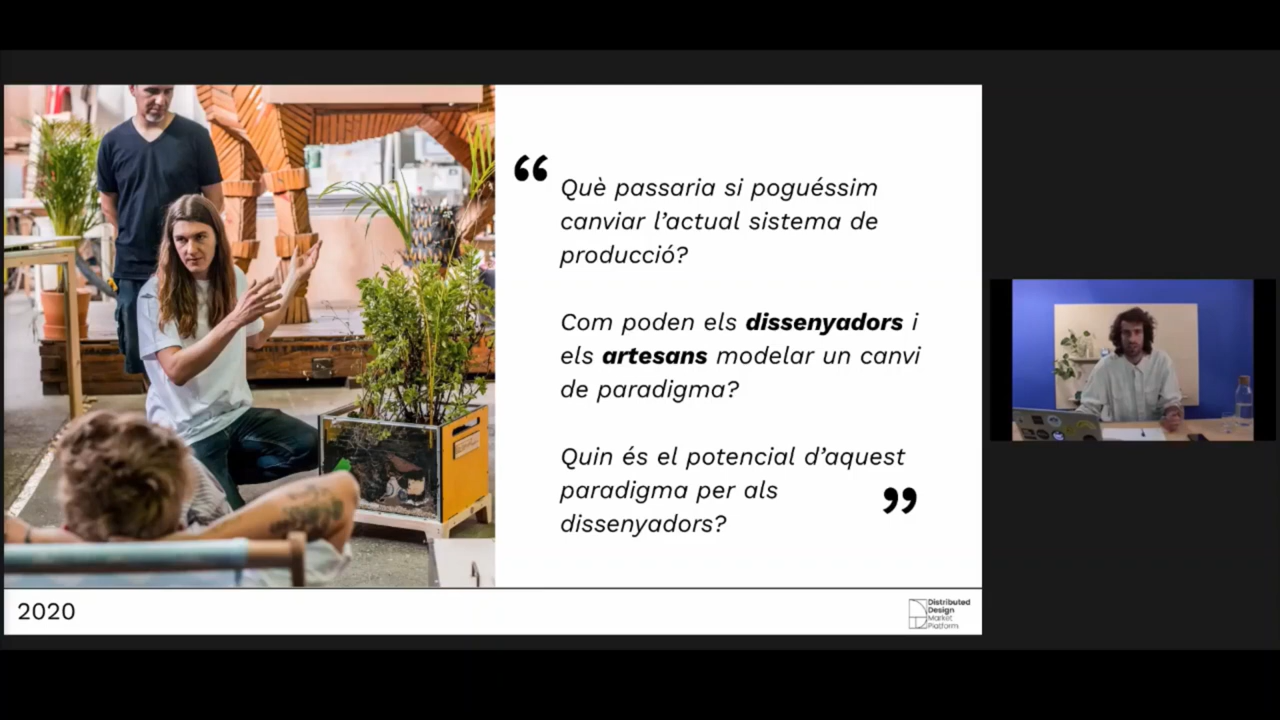 “
Què passaria si poguéssim
canviar l’actual sistema de
producció?
Com poden els dissenyadors i
els artesans modelar un canvi
de paradigma?
Quin és el potencial d’aquest
paradigma per als
dissenyadors?
”
2020
Distributed
Design
Market
Platform